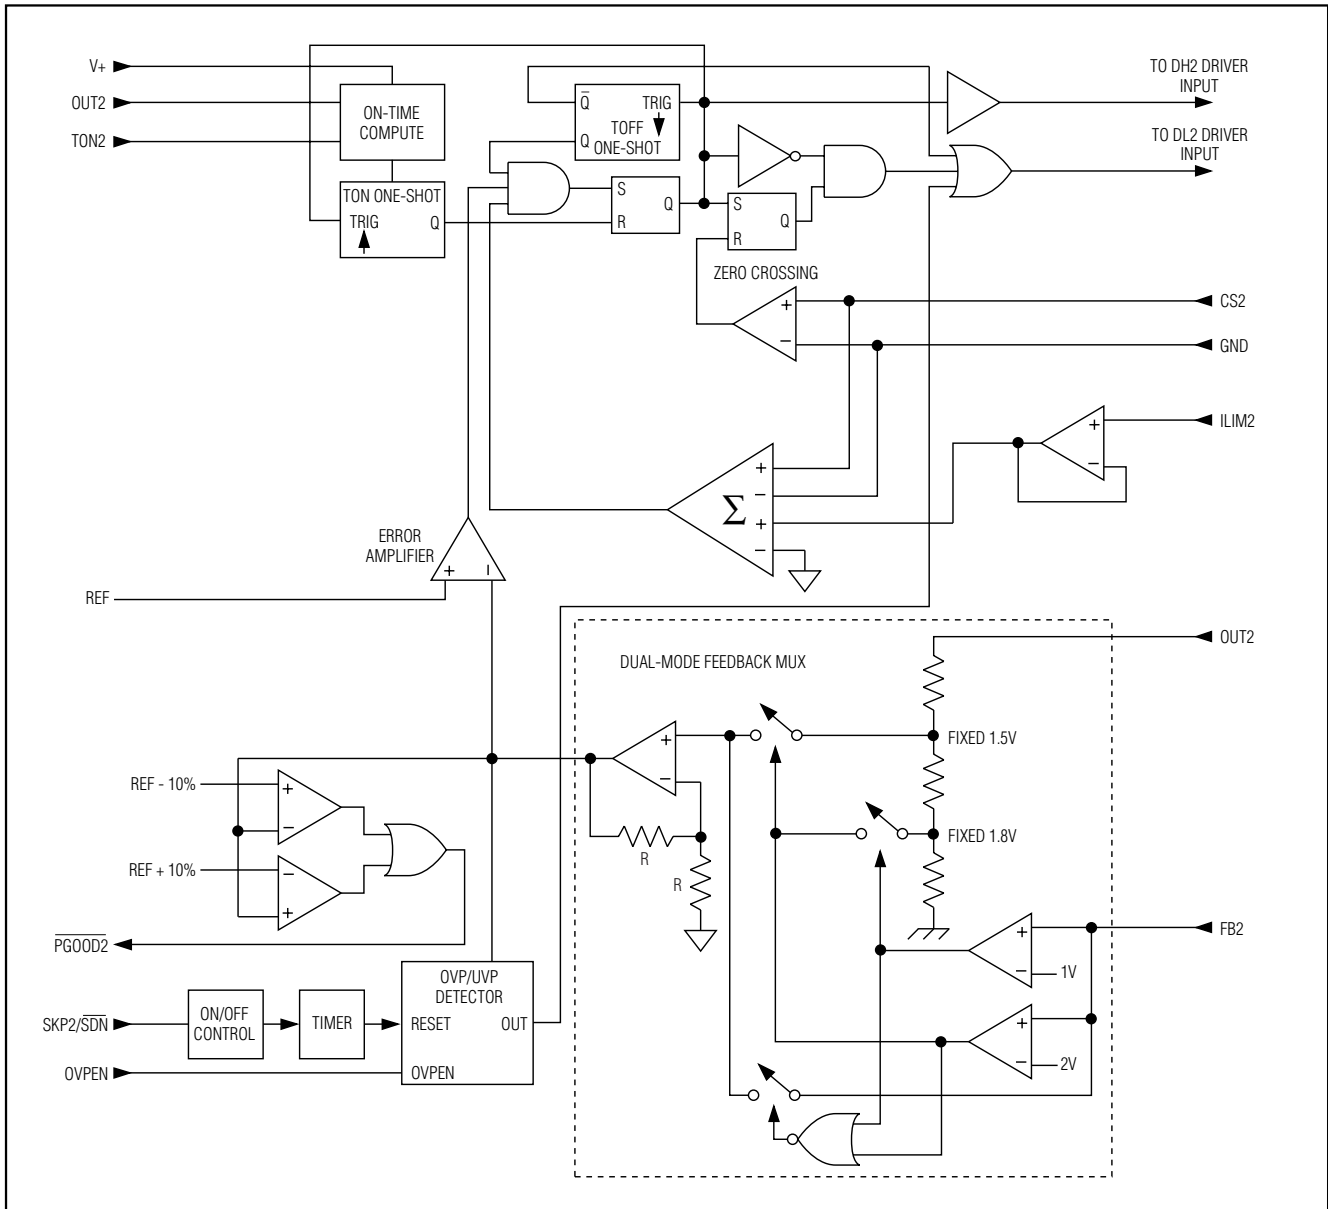 V+
OUT2
TON2
ON-TIME
COMPUTE
TON ONE-SHOT
TRIG
Q
Q̅
TRIG
TOFF
Q
ONE-SHOT
S
R
Q
S
R
Q
TO DH2 DRIVER
INPUT
TO DL2 DRIVER
INPUT
ZERO CROSSING
+
−
CS2
GND
ILIM2
+
−
+
−
+
−
Σ
ERROR
AMPLIFIER
+
−
REF
OUT2
DUAL-MODE FEEDBACK MUX
FIXED 1.5V
FIXED 1.8V
+
−
R
R
REF - 10%
+
−
REF + 10%
−
+
P̅G̅O̅O̅D̅2̅
FB2
+
−
1V
+
−
2V
OVP/UVP
DETECTOR
RESET
OUT
OVPEN
SKP2/S̅D̅N̅
ON/OFF
CONTROL
TIMER
OVPEN